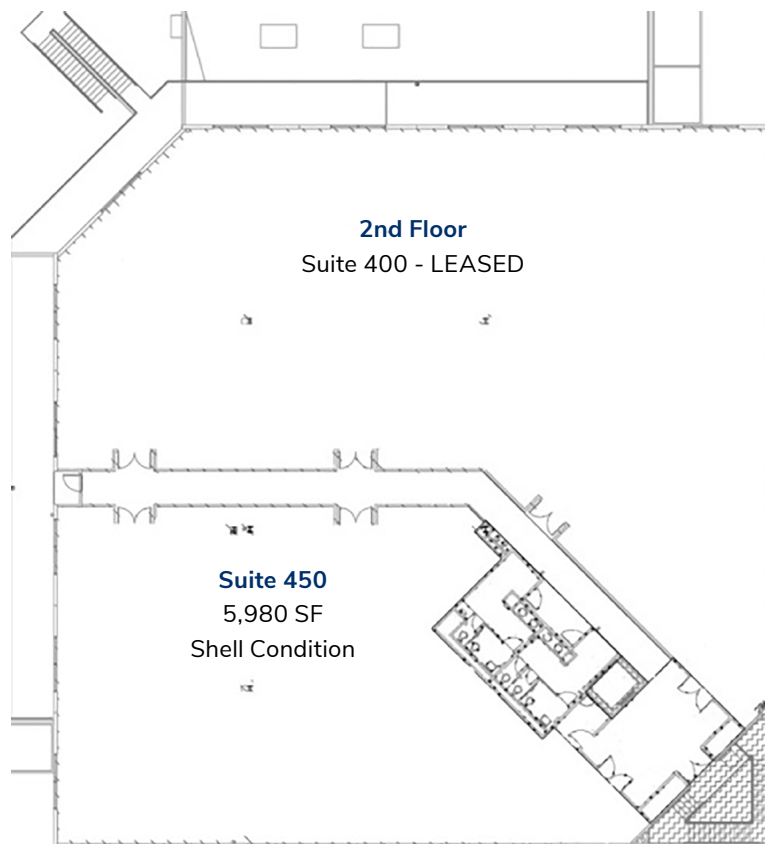 2nd Floor
Suite 400 - LEASED
Suite 450
5,980 SF
Shell Condition